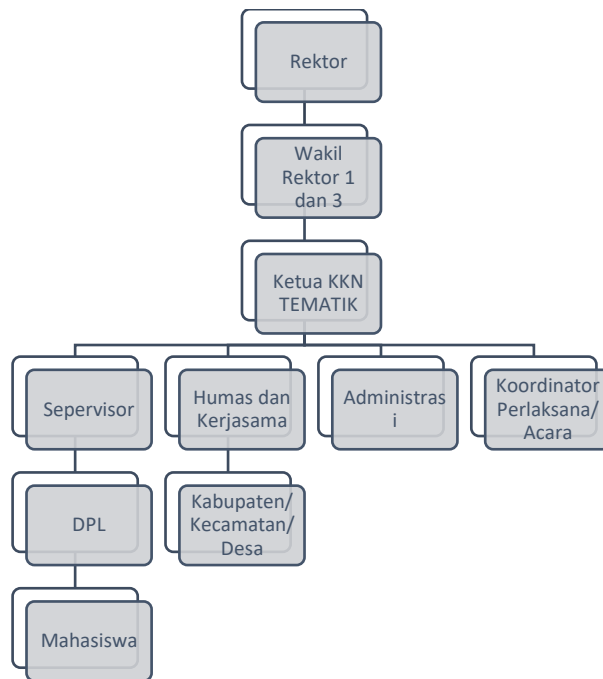 Rektor
Wakil
Rektor 1
dan 3
Ketua KKN
TEMATIK
Sepervisor
Humas dan
Kerjasama
Administras
i
Koordinator
Perlaksana/
Acara
DPL
Kabupaten/
Kecamatan/
Desa
Mahasiswa